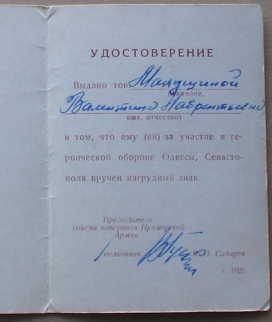 УДОСТОВЕРЕНИЕ
Выдано тов.
(фамилия,
Валентине Лаврентьевне
имя, отчество)
в том, что ему (ей) за участие в ге-
роической обороне Одессы, Севасто-
поля вручен нагрудный знак.
Председатель
совета ветеранов Приморской
Армии
полковник П. Сахаров
г.